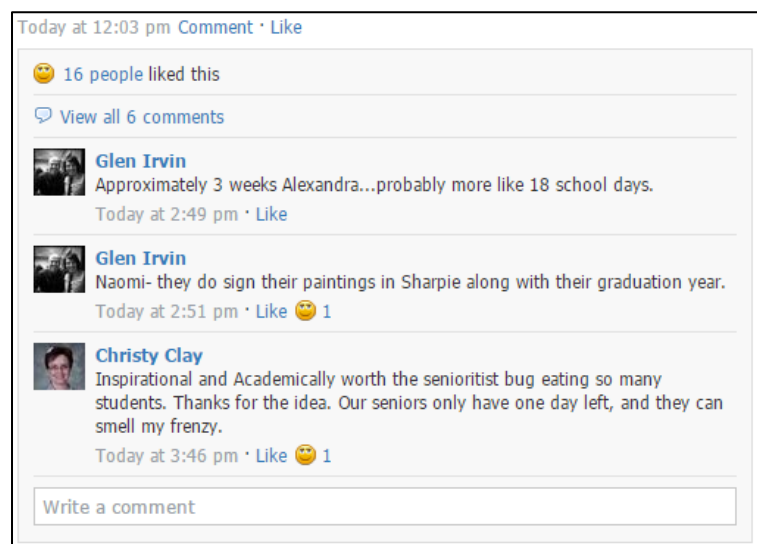 Today at 12:03 pm Comment · Like
16 people liked this
View all 6 comments
Glen Irvin
Approximately 3 weeks Alexandra...probably more like 18 school days.
Today at 2:49 pm · Like
Glen Irvin
Naomi- they do sign their paintings in Sharpie along with their graduation year.
Today at 2:51 pm · Like 1
Christy Clay
Inspirational and Academically worth the senioritist bug eating so many
students. Thanks for the idea. Our seniors only have one day left, and they can
smell my frenzy.
Today at 3:46 pm · Like 1
Write a comment